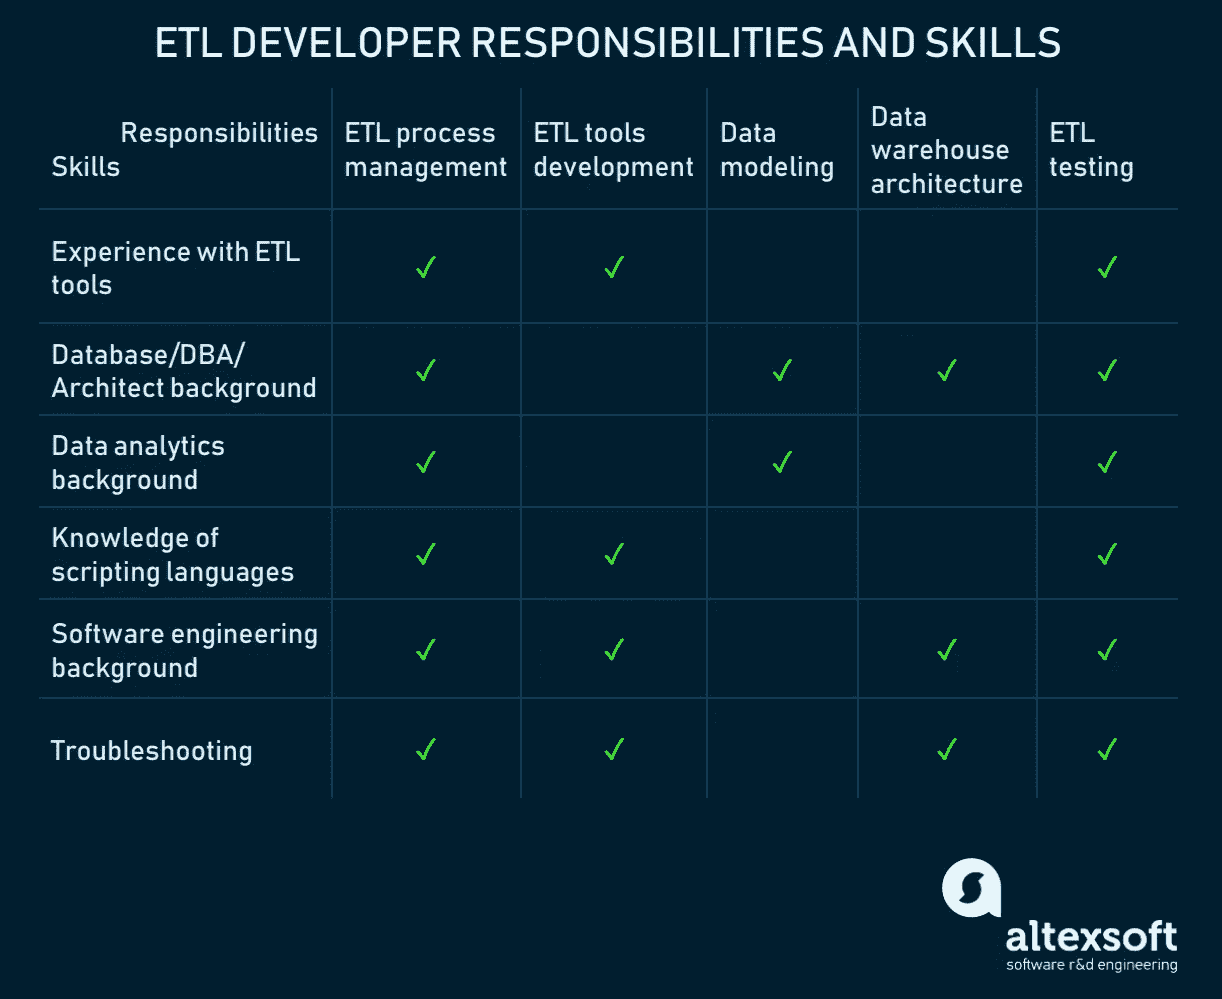 ETL DEVELOPER RESPONSIBILITIES AND SKILLS
Responsibilities
Skills
ETL process
management
ETL tools
development
Data
modeling
Data
warehouse
architecture
ETL
testing
Experience with ETL
tools
✓ ✓ ✓
Database/DBA/
Architect background
✓ ✓ ✓ ✓
Data analytics
background
✓ ✓ ✓
Knowledge of
scripting languages
✓ ✓ ✓
Software engineering
background
✓ ✓ ✓ ✓
Troubleshooting
✓ ✓ ✓ ✓
altexsoft
software r&d engineering